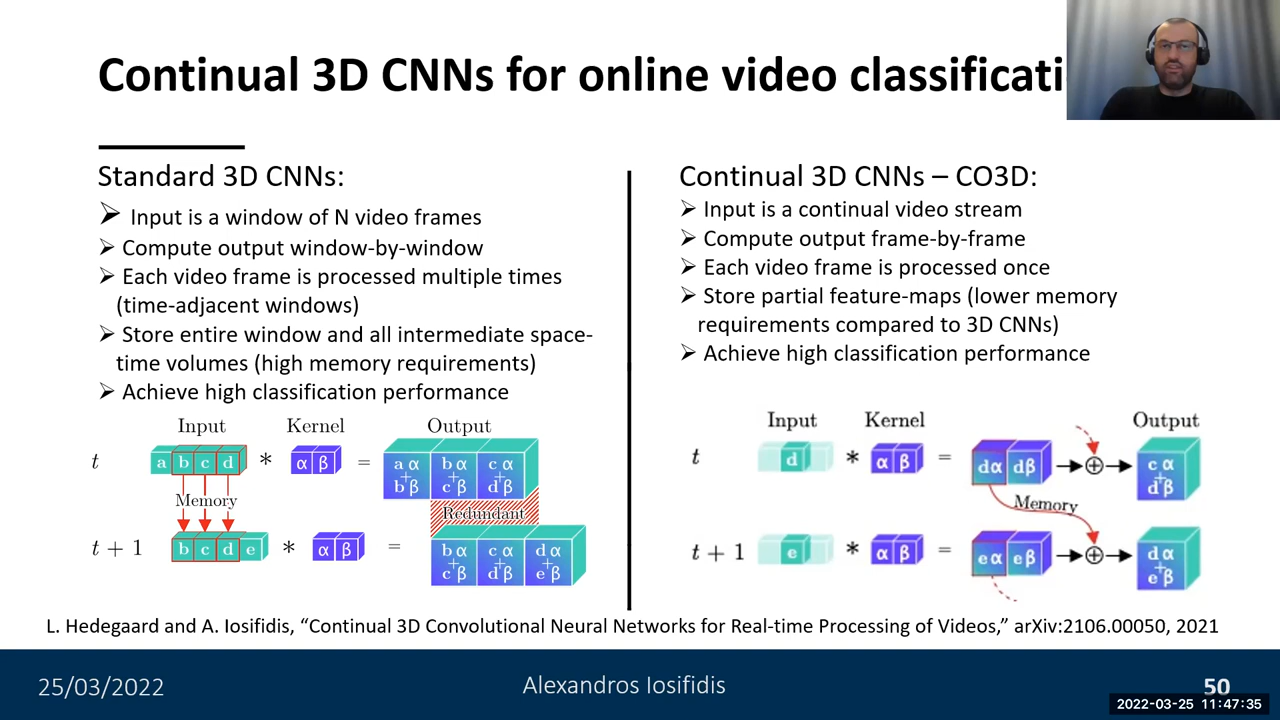 Continual 3D CNNs for online video classificati
Standard 3D CNNs:
➢ Input is a window of N video frames
➢ Compute output window-by-window
➢ Each video frame is processed multiple times
(time-adjacent windows)
➢ Store entire window and all intermediate space-
time volumes (high memory requirements)
➢ Achieve high classification performance
Input Kernel Output
t a b c d * α β = a α + b β b α + c β c α + d β
Memory Redundant
t + 1 b c d e * α β = b α + c β c α + d β d α + e β
Continual 3D CNNs – CO3D:
➢ Input is a continual video stream
➢ Compute output frame-by-frame
➢ Each video frame is processed once
➢ Store partial feature-maps (lower memory
requirements compared to 3D CNNs)
➢ Achieve high classification performance
Input Kernel Output
t d * α β = dα dβ + c α + d β
Memory
t + 1 e * α β = eα eβ + d α + e β
L. Hedegaard and A. Iosifidis, “Continual 3D Convolutional Neural Networks for Real-time Processing of Videos,” arXiv:2106.00050, 2021
25/03/2022 Alexandros Iosifidis 50
2022-03-25 11:47:35